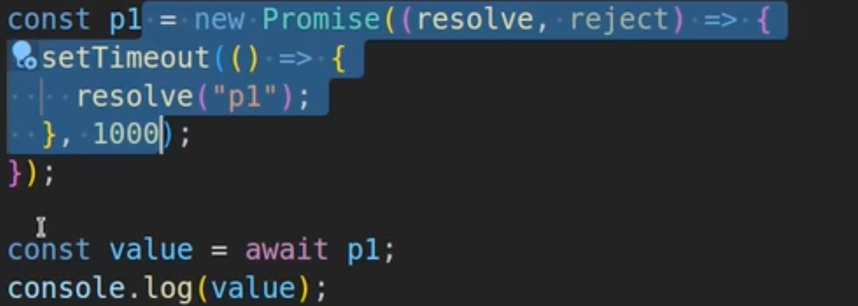 const p1 = new Promise((resolve, reject) => {
setTimeout(() => {
resolve("p1");
}, 1000);
});
const value = await p1;
console.log(value);